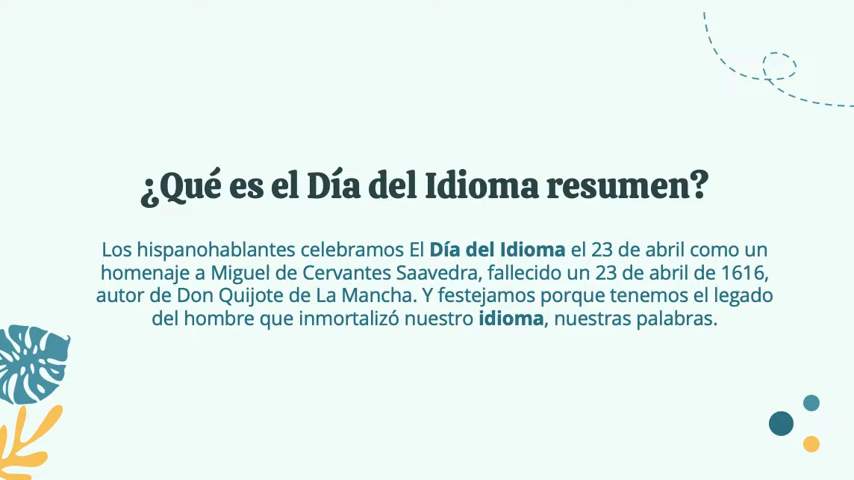 ¿Qué es el Día del Idioma resumen?
Los hispanohablantes celebramos El Día del Idioma el 23 de abril como un
homenaje a Miguel de Cervantes Saavedra, fallecido un 23 de abril de 1616,
autor de Don Quijote de La Mancha. Y festejamos porque tenemos el legado
del hombre que inmortalizó nuestro idioma, nuestras palabras.